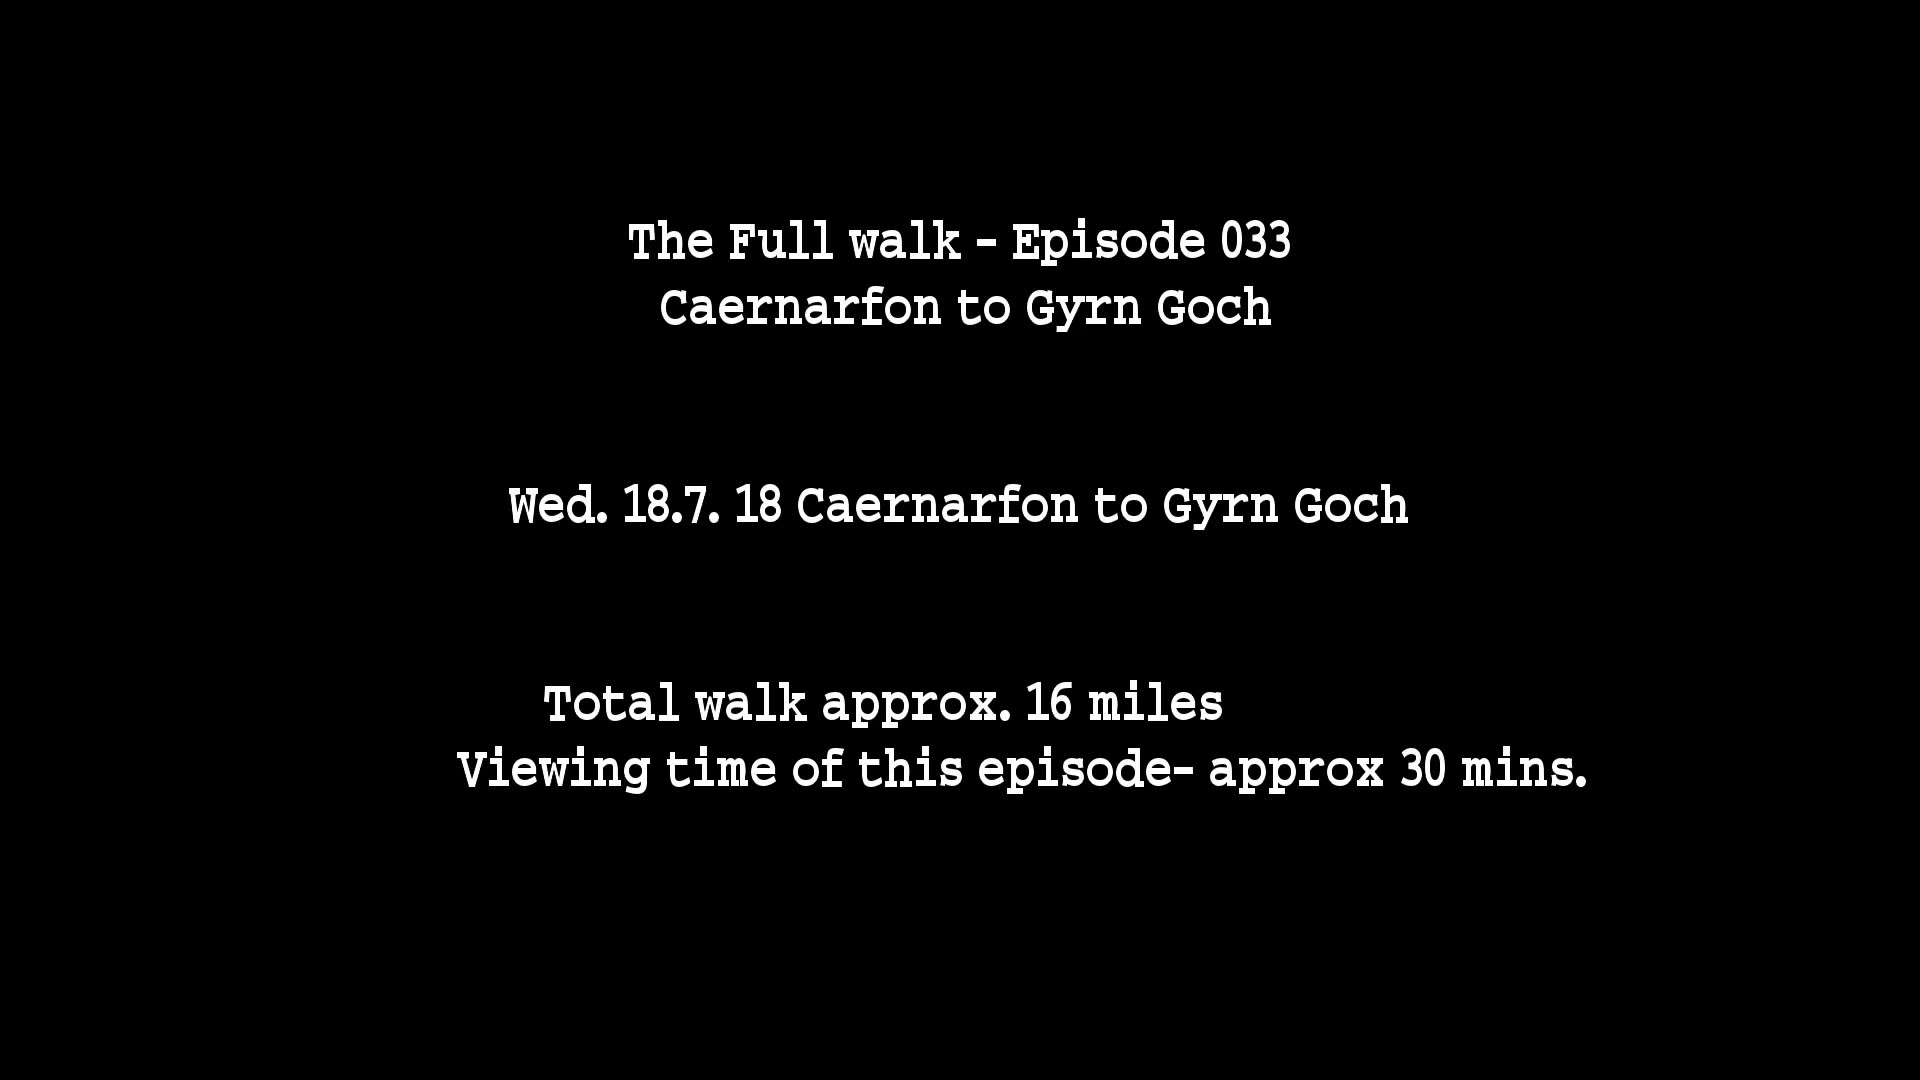 The Full walk - Episode 033
Caernarfon to Gyrn Goch
Wed. 18.7. 18 Caernarfon to Gyrn Goch
Total walk approx. 16 miles
Viewing time of this episode- approx 30 mins.